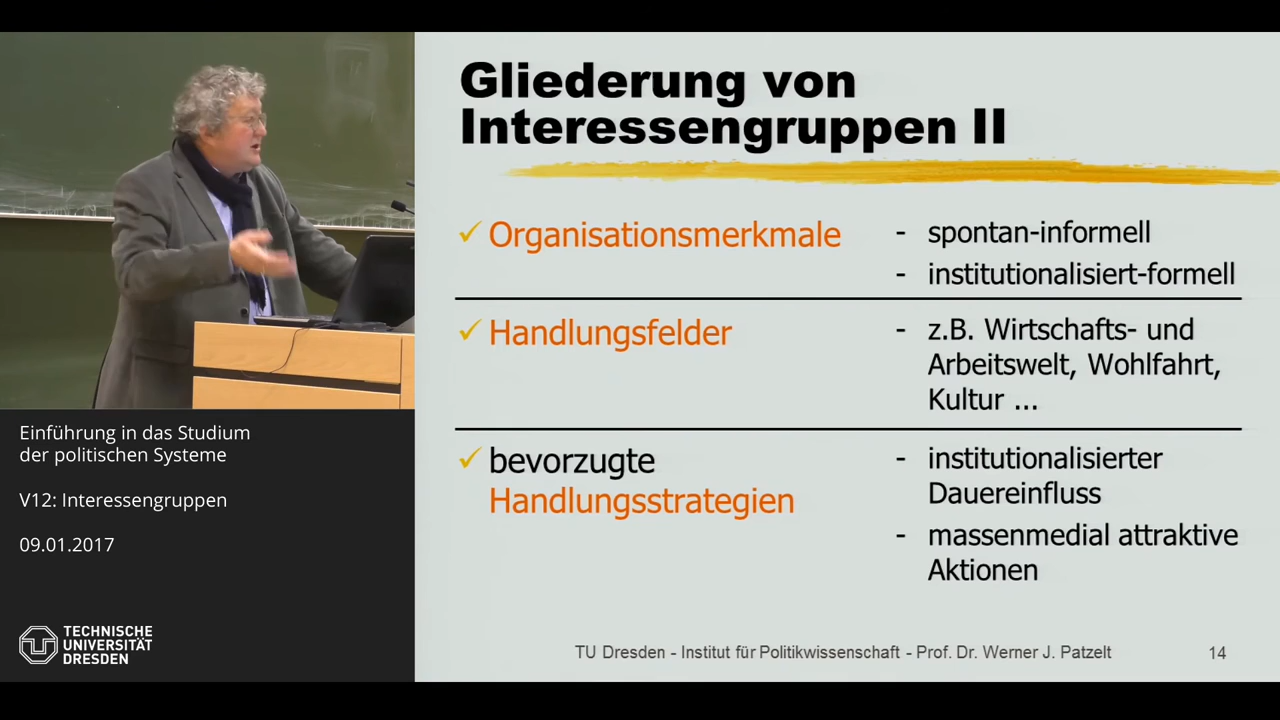 Gliederung von
Interessengruppen II
✓ Organisationsmerkmale
- spontan-informell
- institutionalisiert-formell
✓ Handlungsfelder
- z.B. Wirtschafts- und
Arbeitswelt, Wohlfahrt,
Kultur ...
✓ bevorzugte
Handlungsstrategien
- institutionalisierter
Dauereinfluss
- massenmedial attraktive
Aktionen
TU Dresden - Institut für Politikwissenschaft - Prof. Dr. Werner J. Patzelt
14
Einführung in das Studium
der politischen Systeme
V12: Interessengruppen
09.01.2017
TECHNISCHE
UNIVERSITÄT
DRESDEN